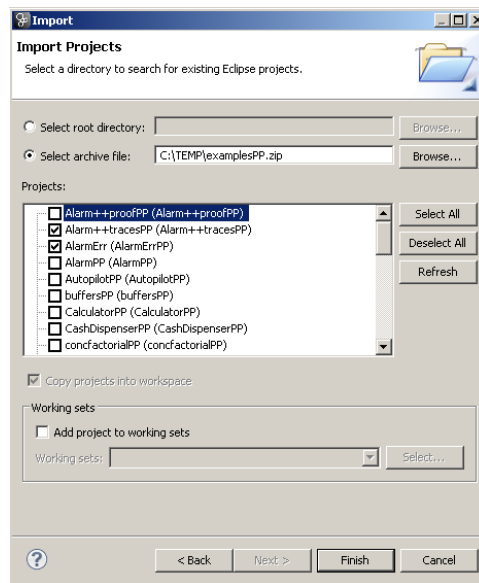 Import
Import Projects
Select a directory to search for existing Eclipse projects.
Select root directory:
Browse...
Select archive file:
C:\TEMP\examplesPP.zip
Browse...
Projects:
Alarm++proofPP (Alarm++proofPP)
Alarm++tracesPP (Alarm++tracesPP)
AlarmErr (AlarmErrPP)
AlarmPP (AlarmPP)
AutopilotPP (AutopilotPP)
buffersPP (buffersPP)
CalculatorPP (CalculatorPP)
CashDispenserPP (CashDispenserPP)
concfactorialPP (concfactorialPP)
Select All
Deselect All
Refresh
Copy projects into workspace
Working sets
Add project to working sets
Working sets:
Select...
?
< Back
Next >
Finish
Cancel